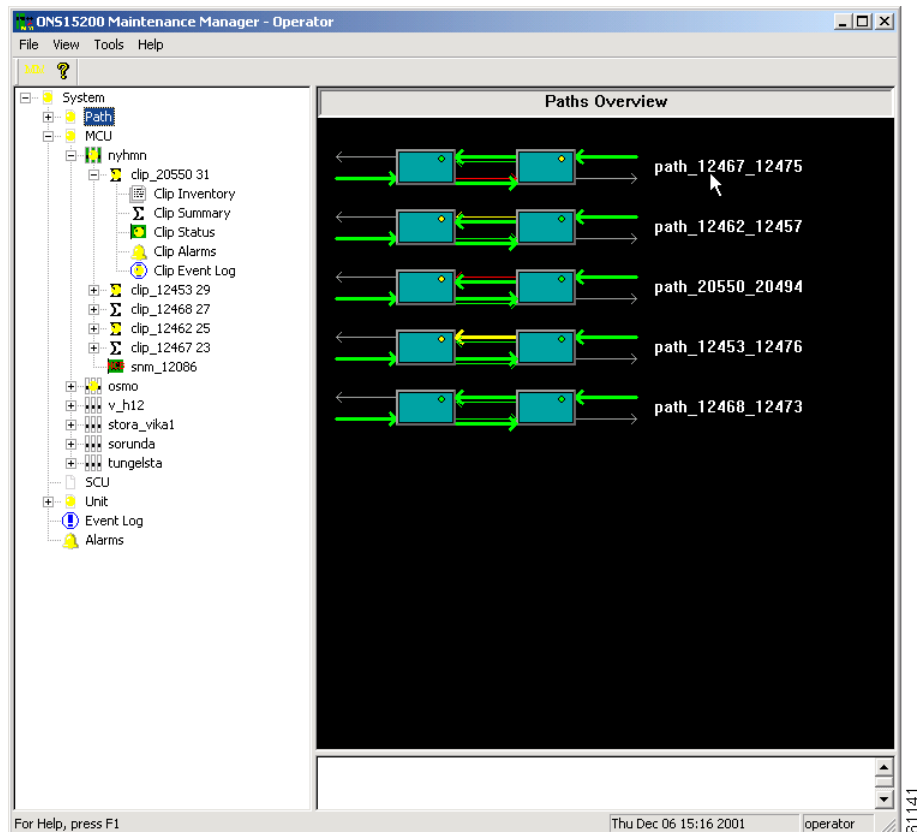 ONS15200 Maintenance Manager - Operator
File View Tools Help
System
Path
MCU
nyhmn
clip_20550 31
Clip Inventory
Clip Summary
Clip Status
Clip Alarms
Clip Event Log
clip_12453 29
clip_12468 27
clip_12462 25
clip_12467 23
snm_12086
osmo
v_h12
stora_vika1
sorunda
tungelsta
SCU
Unit
Event Log
Alarms
Paths Overview
path_12467_12475
path_12462_12457
path_20550_20494
path_12453_12476
path_12468_12473
For Help, press F1
Thu Dec 06 15:16 2001
operator
61141